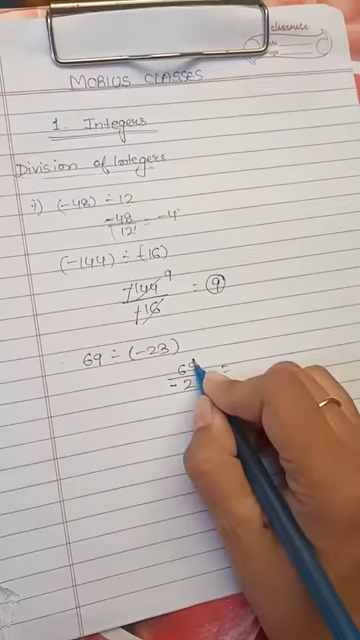 classmate
MOBIUS CLASSES
1. Integers
Division of Integers
i) (-48) ÷ 12
-48/12 = -4
(-144) ÷ (-16)
-144/-16 9 = 9
69 ÷ (-23)
69/-2 =